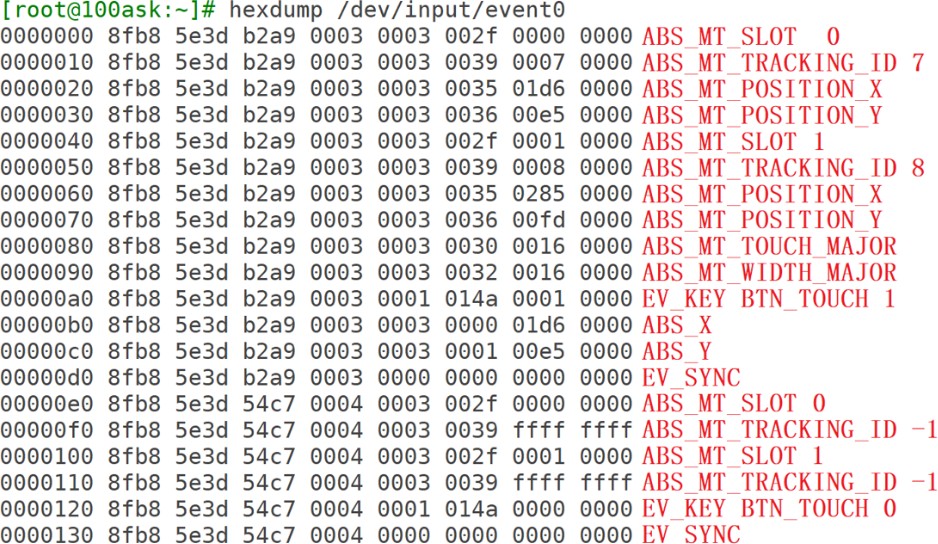 [root@100ask:~]# hexdump /dev/input/event0
0000000 8fb8 5e3d b2a9 0003 0003 002f 0000 0000 ABS_MT_SLOT 0
0000010 8fb8 5e3d b2a9 0003 0003 0039 0007 0000 ABS_MT_TRACKING_ID 7
0000020 8fb8 5e3d b2a9 0003 0003 0035 01d6 0000 ABS_MT_POSITION_X
0000030 8fb8 5e3d b2a9 0003 0003 0036 00e5 0000 ABS_MT_POSITION_Y
0000040 8fb8 5e3d b2a9 0003 0003 002f 0001 0000 ABS_MT_SLOT 1
0000050 8fb8 5e3d b2a9 0003 0003 0039 0008 0000 ABS_MT_TRACKING_ID 8
0000060 8fb8 5e3d b2a9 0003 0003 0035 0285 0000 ABS_MT_POSITION_X
0000070 8fb8 5e3d b2a9 0003 0003 0036 00fd 0000 ABS_MT_POSITION_Y
0000080 8fb8 5e3d b2a9 0003 0003 0030 0016 0000 ABS_MT_TOUCH_MAJOR
0000090 8fb8 5e3d b2a9 0003 0003 0032 0016 0000 ABS_MT_WIDTH_MAJOR
00000a0 8fb8 5e3d b2a9 0003 0001 014a 0001 0000 EV_KEY BTN_TOUCH 1
00000b0 8fb8 5e3d b2a9 0003 0003 0000 01d6 0000 ABS_X
00000c0 8fb8 5e3d b2a9 0003 0003 0001 00e5 0000 ABS_Y
00000d0 8fb8 5e3d b2a9 0003 0000 0000 0000 0000 EV_SYNC
00000e0 8fb8 5e3d 54c7 0004 0003 002f 0000 0000 ABS_MT_SLOT 0
00000f0 8fb8 5e3d 54c7 0004 0003 0039 ffff ffff ABS_MT_TRACKING_ID -1
0000100 8fb8 5e3d 54c7 0004 0003 002f 0001 0000 ABS_MT_SLOT 1
0000110 8fb8 5e3d 54c7 0004 0003 0039 ffff ffff ABS_MT_TRACKING_ID -1
0000120 8fb8 5e3d 54c7 0004 0001 014a 0000 0000 EV_KEY BTN_TOUCH 0
0000130 8fb8 5e3d 54c7 0004 0000 0000 0000 0000 EV_SYNC